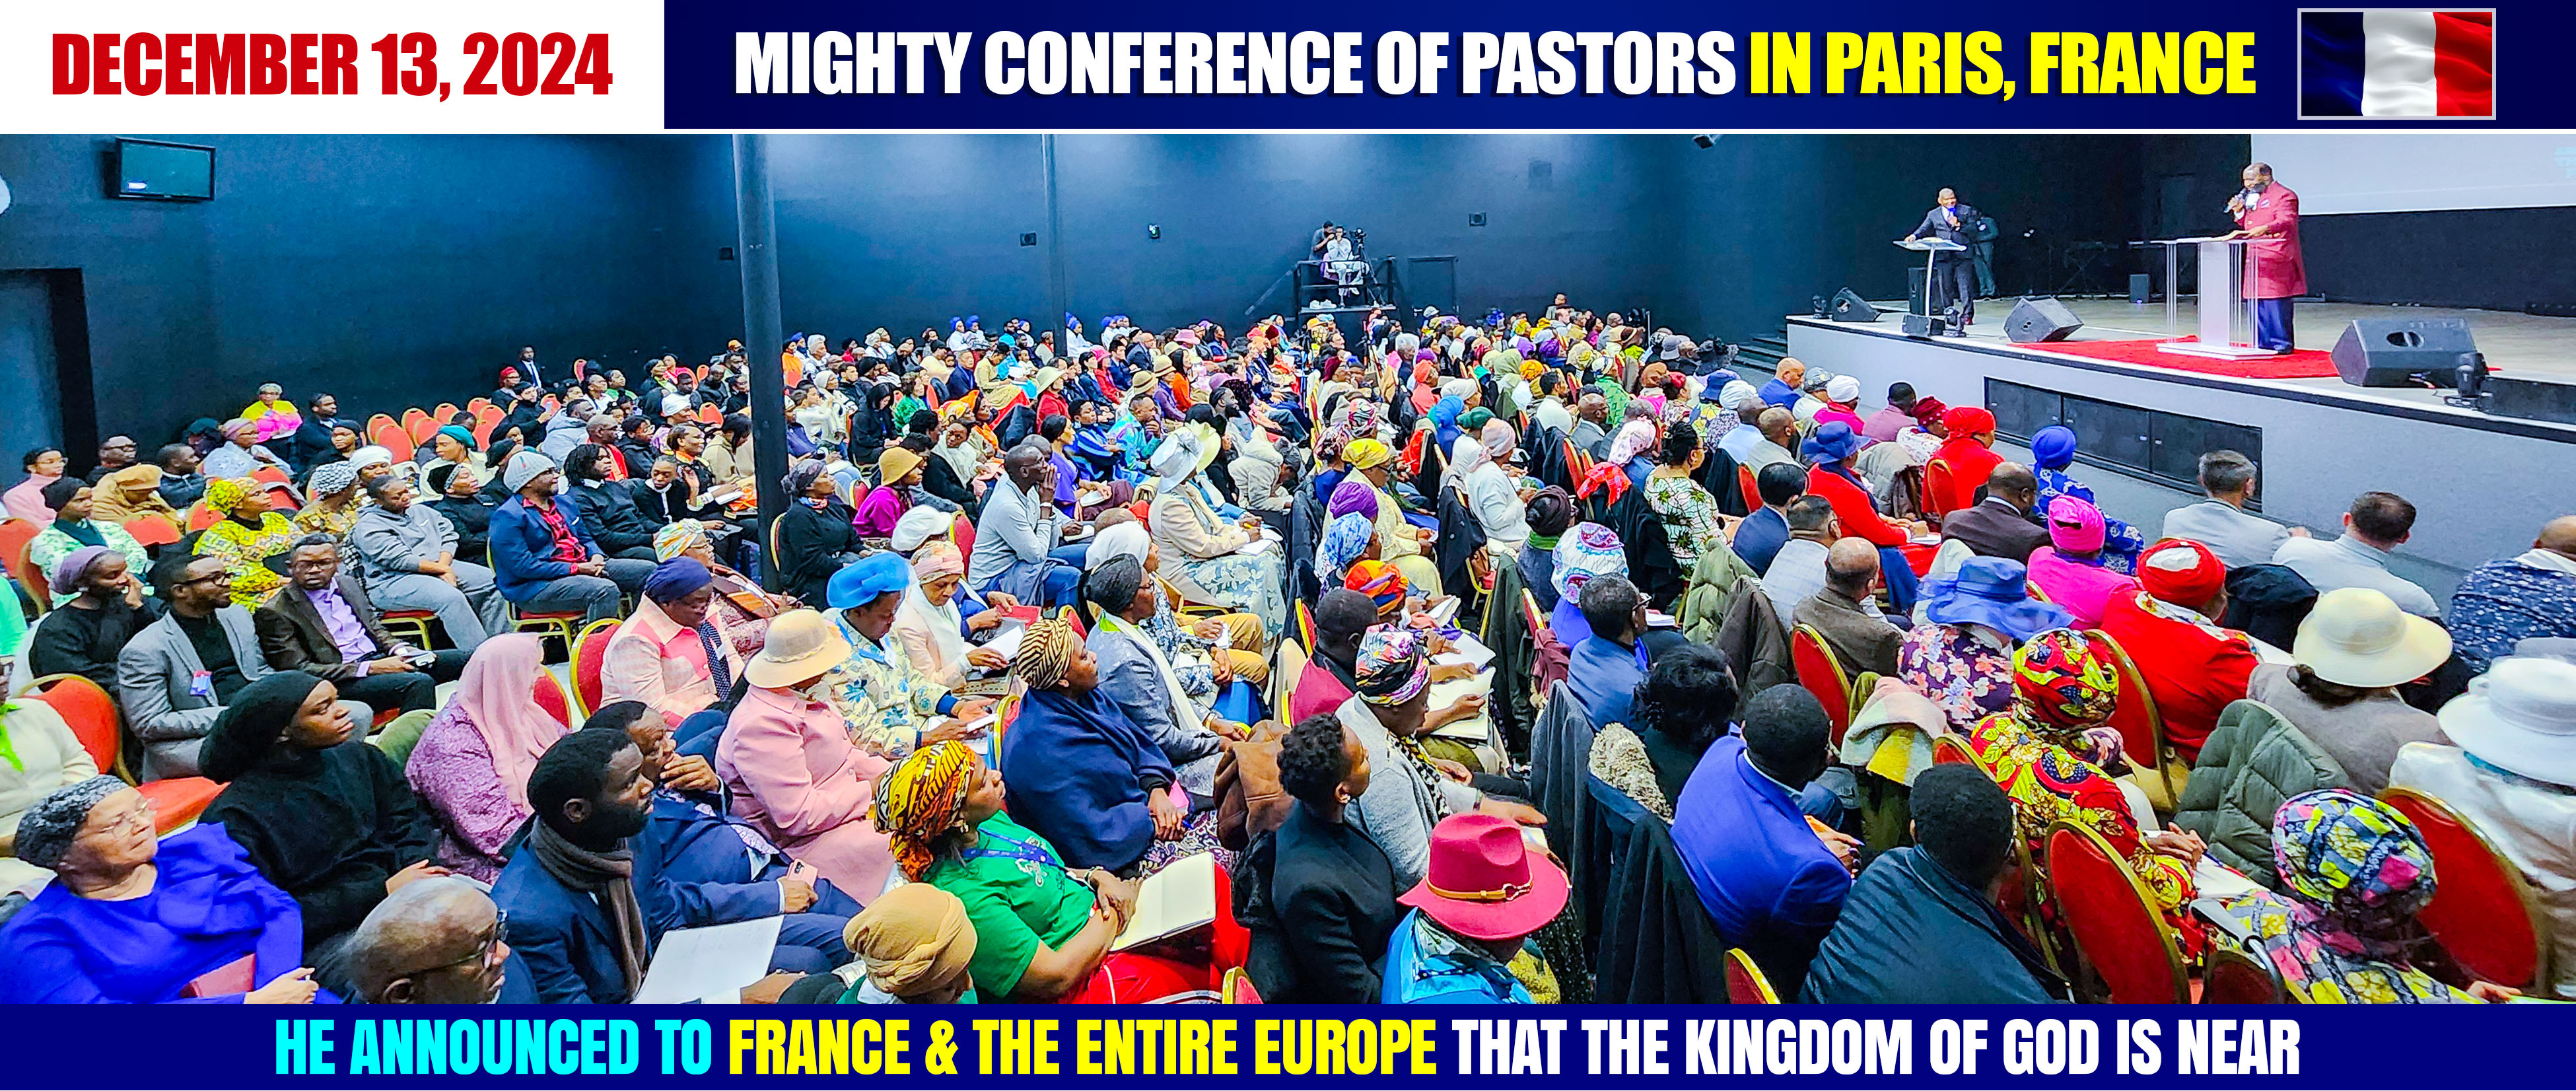 DECEMBER 13, 2024
MIGHTY CONFERENCE OF PASTORS IN PARIS, FRANCE
HE ANNOUNCED TO FRANCE & THE ENTIRE EUROPE THAT THE KINGDOM OF GOD IS NEAR